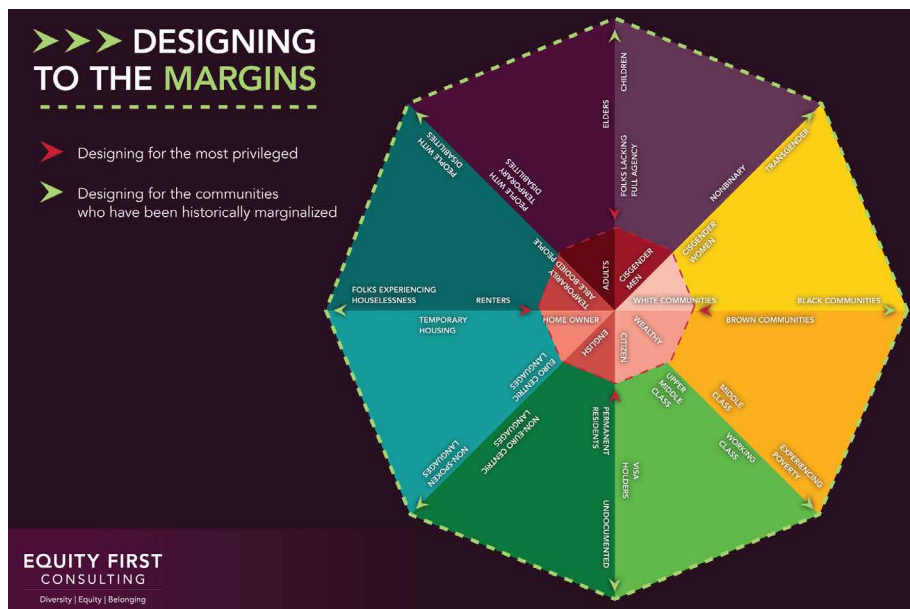 DESIGNING
TO THE MARGINS
Designing for the most privileged
Designing for the communities
who have been historically marginalized
CHILDREN
ELDERS
FOLKS LACKING
FULL AGENCY
ADULTS
TRANSGENDER
NONBINARY
CISGENDER
WOMEN
CISGENDER
MEN
BLACK COMMUNITIES
BROWN COMMUNITIES
WHITE COMMUNITIES
EXPERIENCING
POVERTY
WORKING
CLASS
MIDDLE
CLASS
UPPER
MIDDLE
CLASS
WEALTHY
UNDOCUMENTED
VISA
HOLDERS
PERMANENT
RESIDENTS
CITIZEN
NON-SPOKEN
LANGUAGES
NON-EURO CENTRIC
LANGUAGES
EURO CENTRIC
LANGUAGES
ENGLISH
FOLKS EXPERIENCING
HOUSELESSNESS
TEMPORARY
HOUSING
RENTERS
HOME OWNER
PEOPLE WITH
DISABILITIES
PEOPLE WITH
TEMPORARY
DISABILITIES
TEMPORARILY
ABLE-BODIED PEOPLE
EQUITY FIRST
CONSULTING
Diversity | Equity | Belonging